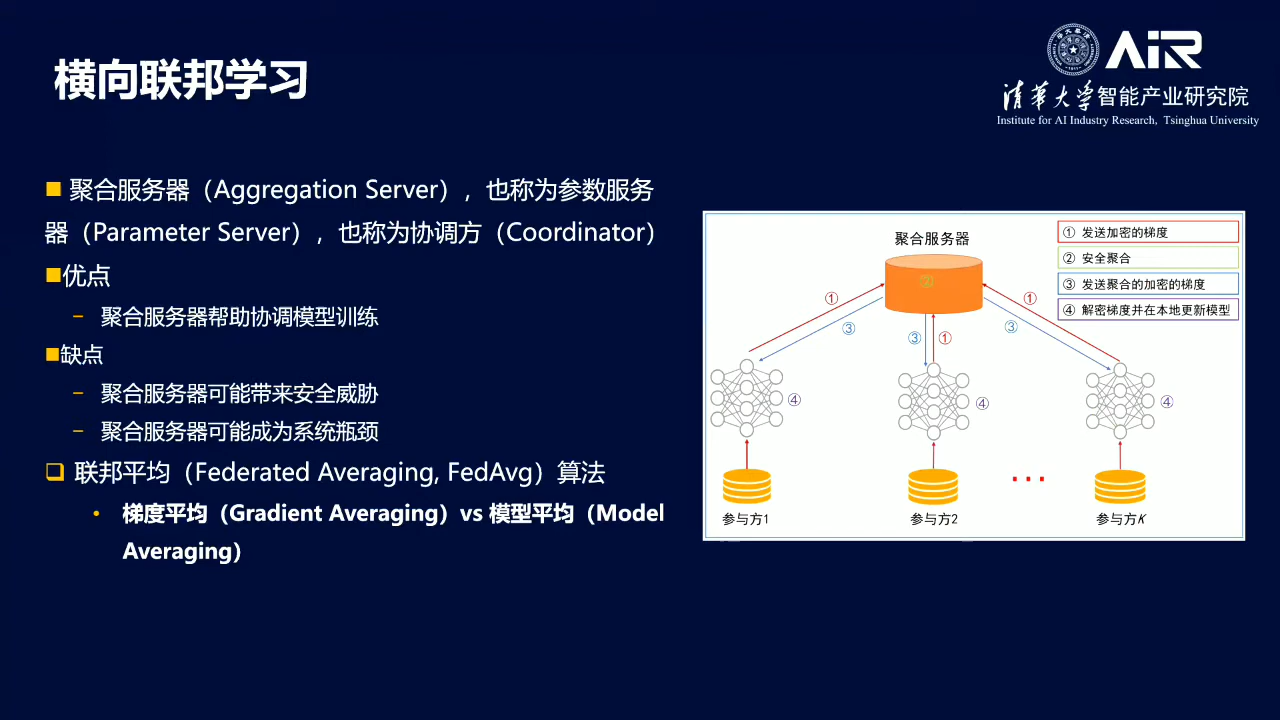 横向联邦学习
AIR
清华大学智能产业研究院
Institute for AI Industry Research, Tsinghua University
聚合服务器（Aggregation Server），也称为参数服务
器（Parameter Server），也称为协调方（Coordinator）
优点
– 聚合服务器帮助协调模型训练
缺点
– 聚合服务器可能带来安全威胁
– 聚合服务器可能成为系统瓶颈
联邦平均（Federated Averaging, FedAvg）算法
• 梯度平均（Gradient Averaging）vs 模型平均（Model
Averaging）
聚合服务器
① 发送加密的梯度
② 安全聚合
③ 发送聚合的加密的梯度
④ 解密梯度并在本地更新模型
②
① ①
③ ③ ① ③
④ ④ ④
...
参与方1 参与方2 参与方K